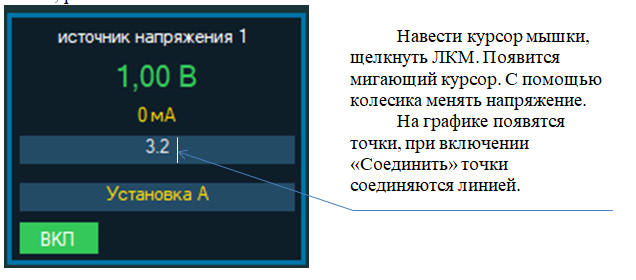 источник напряжения 1
1,00 В
0 мА
3.2
Установка А
ВКП
Навести курсор мышки,
щелкнуть ЛКМ. Появится
мигающий курсор. С помощью
колесика менять напряжение.
На графике появятся
точки, при включении
«Соединить» точки
соединяются линией.